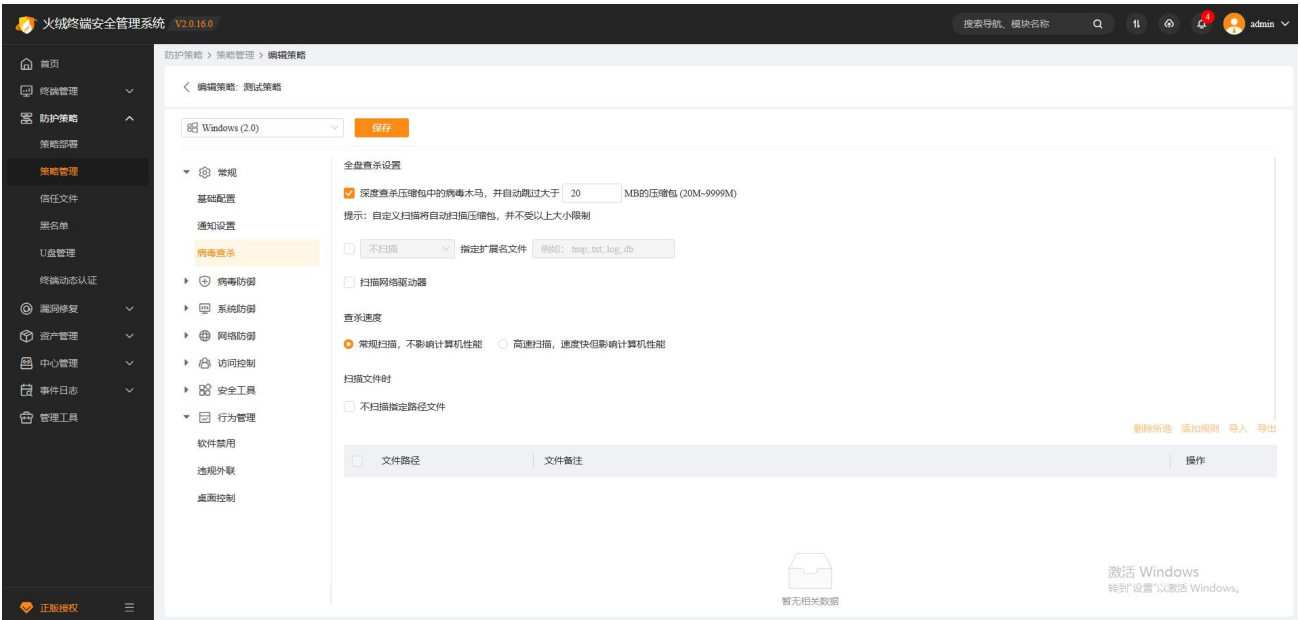 火绒终端安全管理系统 V2.0.16.0
搜索导航、模块名称
4
admin
首页
终端管理
防护策略
策略部署
策略管理
信任文件
黑名单
U盘管理
终端动态认证
漏洞修复
资产管理
中心管理
事件日志
管理工具
正版授权
防护策略 > 策略管理 > 编辑策略
编辑策略: 测试策略
Windows (2.0)
保存
常规
基础配置
通知设置
病毒查杀
病毒防御
系统防御
网络防御
访问控制
安全工具
行为管理
软件禁用
违规外联
桌面控制
全盘查杀设置
深度查杀压缩包中的病毒木马，并自动跳过大于 20 MB的压缩包 (20M~9999M)
提示：自定义扫描将自动扫描压缩包，并不受以上大小限制
不扫描 指定扩展名文件 例如: .tmp;.txt;.log;.db
扫描网络驱动器
查杀速度
常规扫描，不影响计算机性能 高速扫描，速度快但影响计算机性能
扫描文件时
不扫描指定路径文件
删除所选 添加规则 导入 导出
文件路径 文件备注 操作
暂无相关数据
激活 Windows
转到"设置"以激活 Windows。